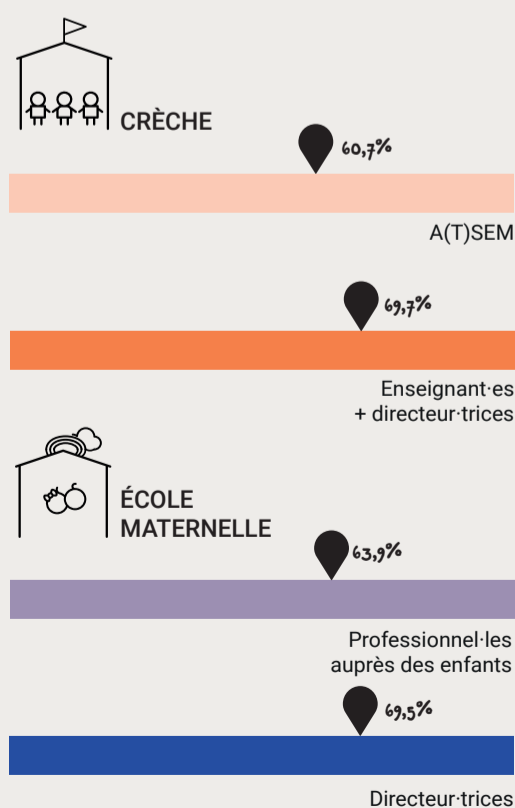 CRÈCHE
60,7%
A(T)SEM
69,7%
Enseignant·es
+ directeur·trices
ÉCOLE
MATERNELLE
63,9%
Professionnel·les
auprès des enfants
69,5%
Directeur·trices